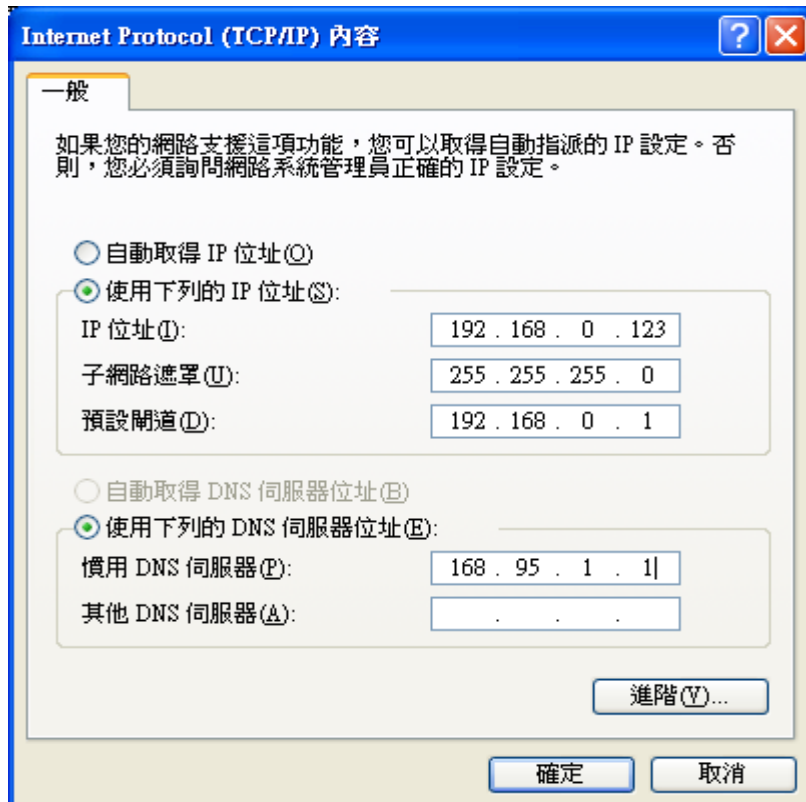 Internet Protocol (TCP/IP) 內容
一般
如果您的網路支援這項功能，您可以取得自動指派的 IP 設定。否
則，您必須詢問網路系統管理員正確的 IP 設定。
自動取得 IP 位址(O)
使用下列的 IP 位址(S):
IP 位址(I): 192 . 168 . 0 . 123
子網路遮罩(U): 255 . 255 . 255 . 0
預設閘道(D): 192 . 168 . 0 . 1
自動取得 DNS 伺服器位址(B)
使用下列的 DNS 伺服器位址(E):
慣用 DNS 伺服器(P): 168 . 95 . 1 . 1
其他 DNS 伺服器(A): . . .
進階(V)...
確定 取消